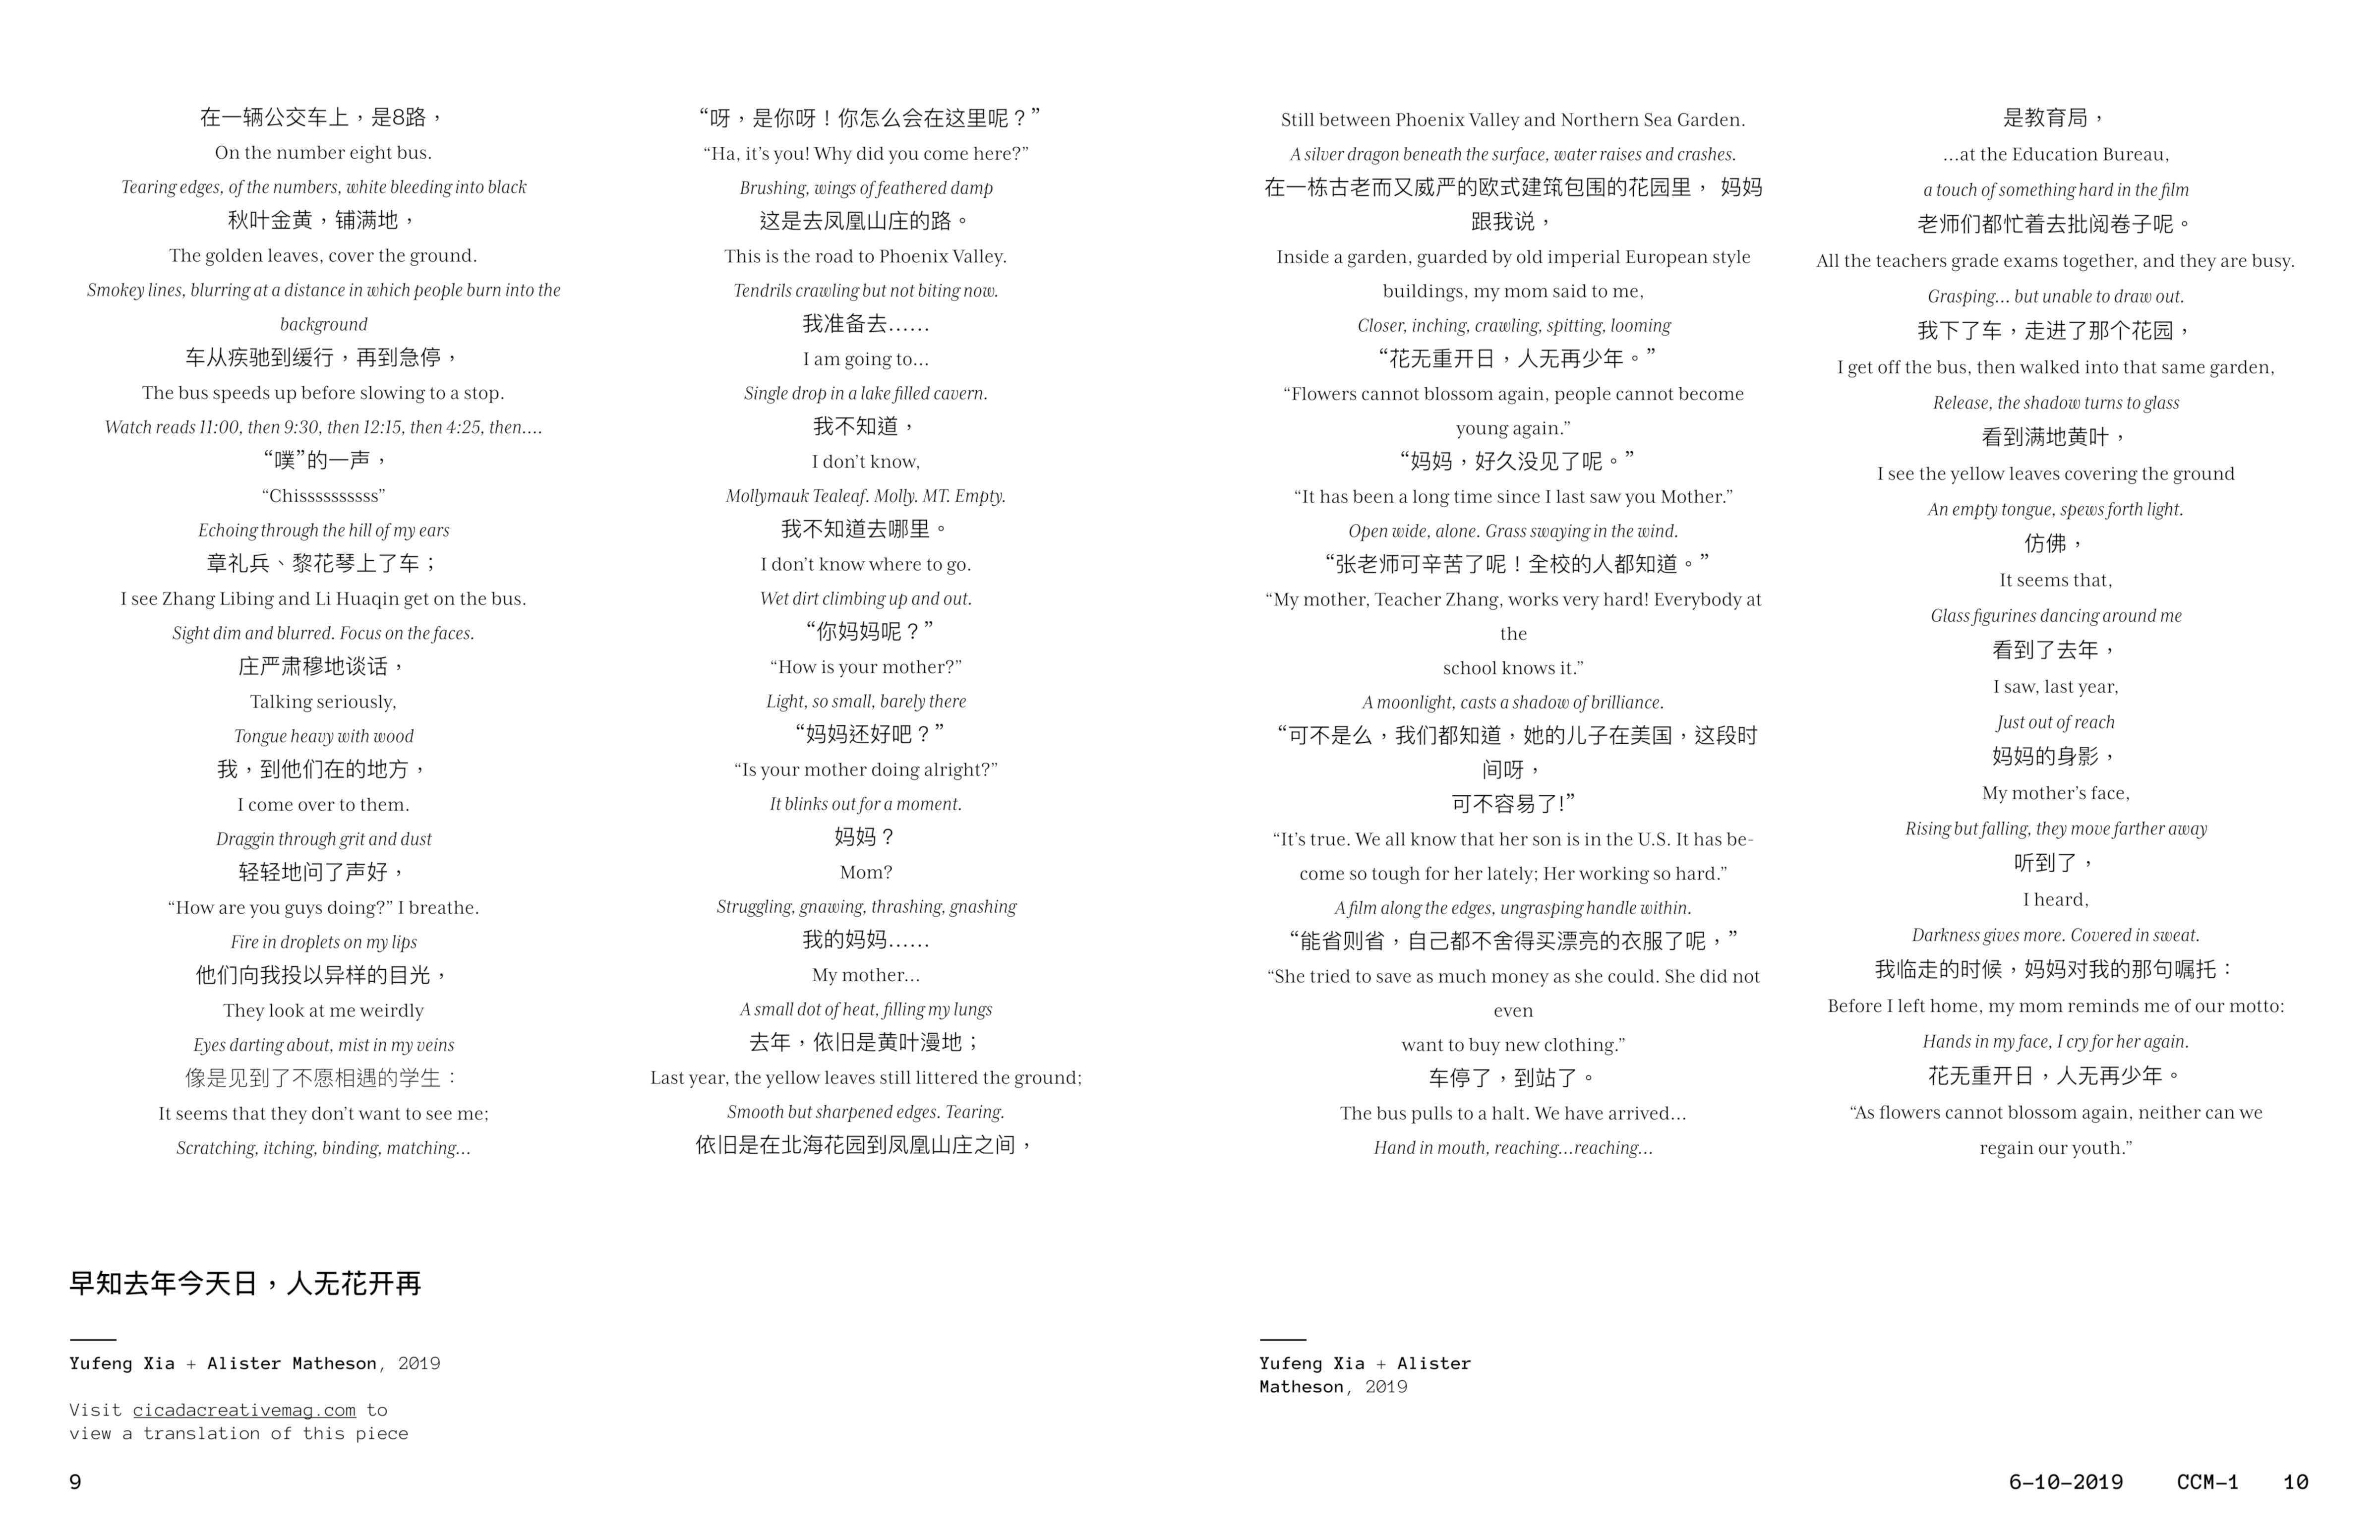 在一辆公交车上，是8路，
On the number eight bus.
Tearing edges, of the numbers, white bleeding into black
秋叶金黄，铺满地，
The golden leaves, cover the ground.
Smokey lines, blurring at a distance in which people burn into the
background
车从疾驰到缓行，再到急停，
The bus speeds up before slowing to a stop.
Watch reads 11:00, then 9:30, then 12:15, then 4:25, then....
“噗”的一声，
“Chisssssssssss”
Echoing through the hill of my ears
章礼兵、黎花琴上了车；
I see Zhang Libing and Li Huaqin get on the bus.
Sight dim and blurred. Focus on the faces.
庄严肃穆地谈话，
Talking seriously,
Tongue heavy with wood
我，到他们在的地方，
I come over to them.
Draggin through grit and dust
轻轻地问了声好，
“How are you guys doing?” I breathe.
Fire in droplets on my lips
他们向我投以异样的目光，
They look at me weirdly
Eyes darting about, mist in my veins
像是见到了不愿相遇的学生：
It seems that they don’t want to see me;
Scratching, itching, binding, matching...
“呀，是你呀！你怎么会在这里呢？”
“Ha, it’s you! Why did you come here?”
Brushing, wings of feathered damp
这是去凤凰山庄的路。
This is the road to Phoenix Valley.
Tendrils crawling but not biting now.
我准备去……
I am going to...
Single drop in a lake filled cavern.
我不知道，
I don’t know,
Mollymauk Tealeaf. Molly. MT. Empty.
我不知道去哪里。
I don’t know where to go.
Wet dirt climbing up and out.
“你妈妈呢？”
“How is your mother?”
Light, so small, barely there
“妈妈还好吧？”
“Is your mother doing alright?”
It blinks out for a moment.
妈妈？
Mom?
Struggling, gnawing, thrashing, gnashing
我的妈妈……
My mother...
A small dot of heat, filling my lungs
去年，依旧是黄叶漫地；
Last year, the yellow leaves still littered the ground;
Smooth but sharpened edges. Tearing.
依旧是在北海花园到凤凰山庄之间，
Still between Phoenix Valley and Northern Sea Garden.
A silver dragon beneath the surface, water raises and crashes.
在一栋古老而又威严的欧式建筑包围的花园里， 妈妈
跟我说，
Inside a garden, guarded by old imperial European style
buildings, my mom said to me,
Closer, inching, crawling, spitting, looming
“花无重开日，人无再少年。”
“Flowers cannot blossom again, people cannot become
young again.”
“妈妈，好久没见了呢。”
“It has been a long time since I last saw you Mother.”
Open wide, alone. Grass swaying in the wind.
“张老师可辛苦了呢！全校的人都知道。”
“My mother, Teacher Zhang, works very hard! Everybody at
the
school knows it.”
A moonlight, casts a shadow of brilliance.
“可不是么，我们都知道，她的儿子在美国，这段时
间呀，
可不容易了!”
“It’s true. We all know that her son is in the U.S. It has be-
come so tough for her lately; Her working so hard.”
A film along the edges, ungrasping handle within.
“能省则省，自己都不舍得买漂亮的衣服了呢，”
“She tried to save as much money as she could. She did not
even
want to buy new clothing.”
车停了，到站了。
The bus pulls to a halt. We have arrived...
Hand in mouth, reaching...reaching...
是教育局，
...at the Education Bureau,
a touch of something hard in the film
老师们都忙着去批阅卷子呢。
All the teachers grade exams together, and they are busy.
Grasping... but unable to draw out.
我下了车，走进了那个花园，
I get off the bus, then walked into that same garden,
Release, the shadow turns to glass
看到满地黄叶，
I see the yellow leaves covering the ground
An empty tongue, spews forth light.
仿佛，
It seems that,
Glass figurines dancing around me
看到了去年，
I saw, last year,
Just out of reach
妈妈的身影，
My mother’s face,
Rising but falling, they move farther away
听到了，
I heard,
Darkness gives more. Covered in sweat.
我临走的时候，妈妈对我的那句嘱托：
Before I left home, my mom reminds me of our motto:
Hands in my face, I cry for her again.
花无重开日，人无再少年。
“As flowers cannot blossom again, neither can we
regain our youth.”
早知去年今天日，人无花开再
Yufeng Xia + Alister Matheson, 2019
Visit cicadacreativemag.com to
view a translation of this piece
9
Yufeng Xia + Alister
Matheson, 2019
6-10-2019 CCM-1 10